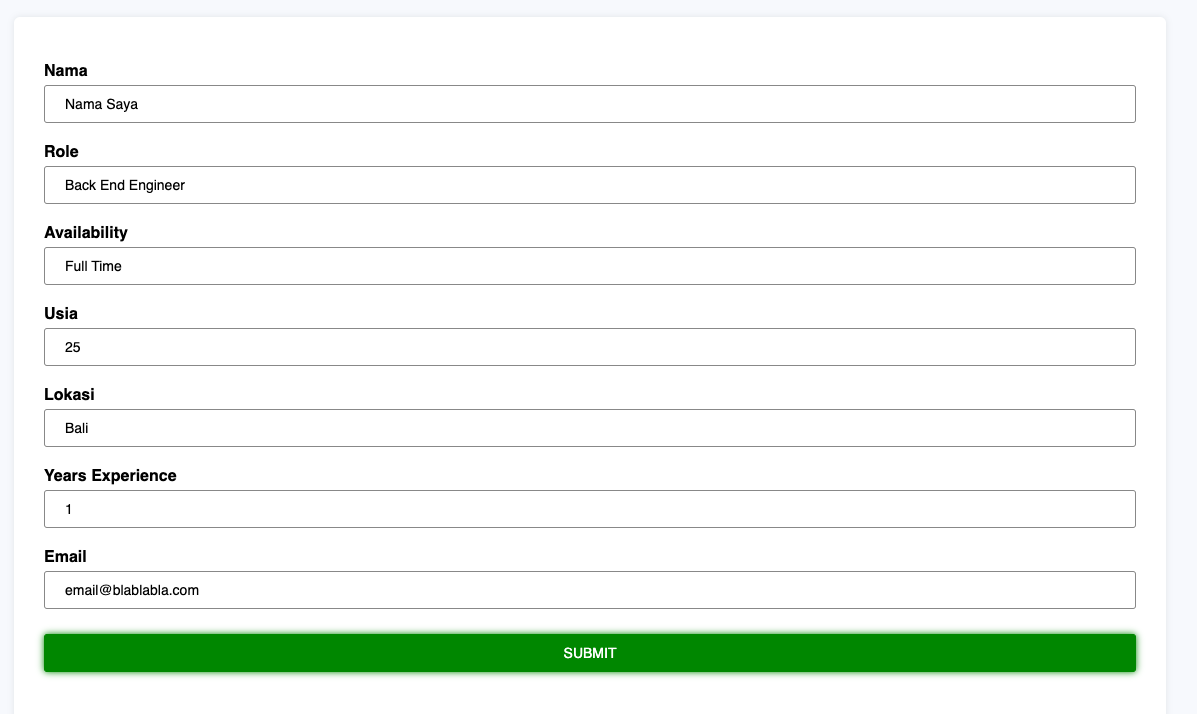 Nama
Nama Saya
Role
Back End Engineer
Availability
Full Time
Usia
25
Lokasi
Bali
Years Experience
1
Email
email@blablabla.com
SUBMIT